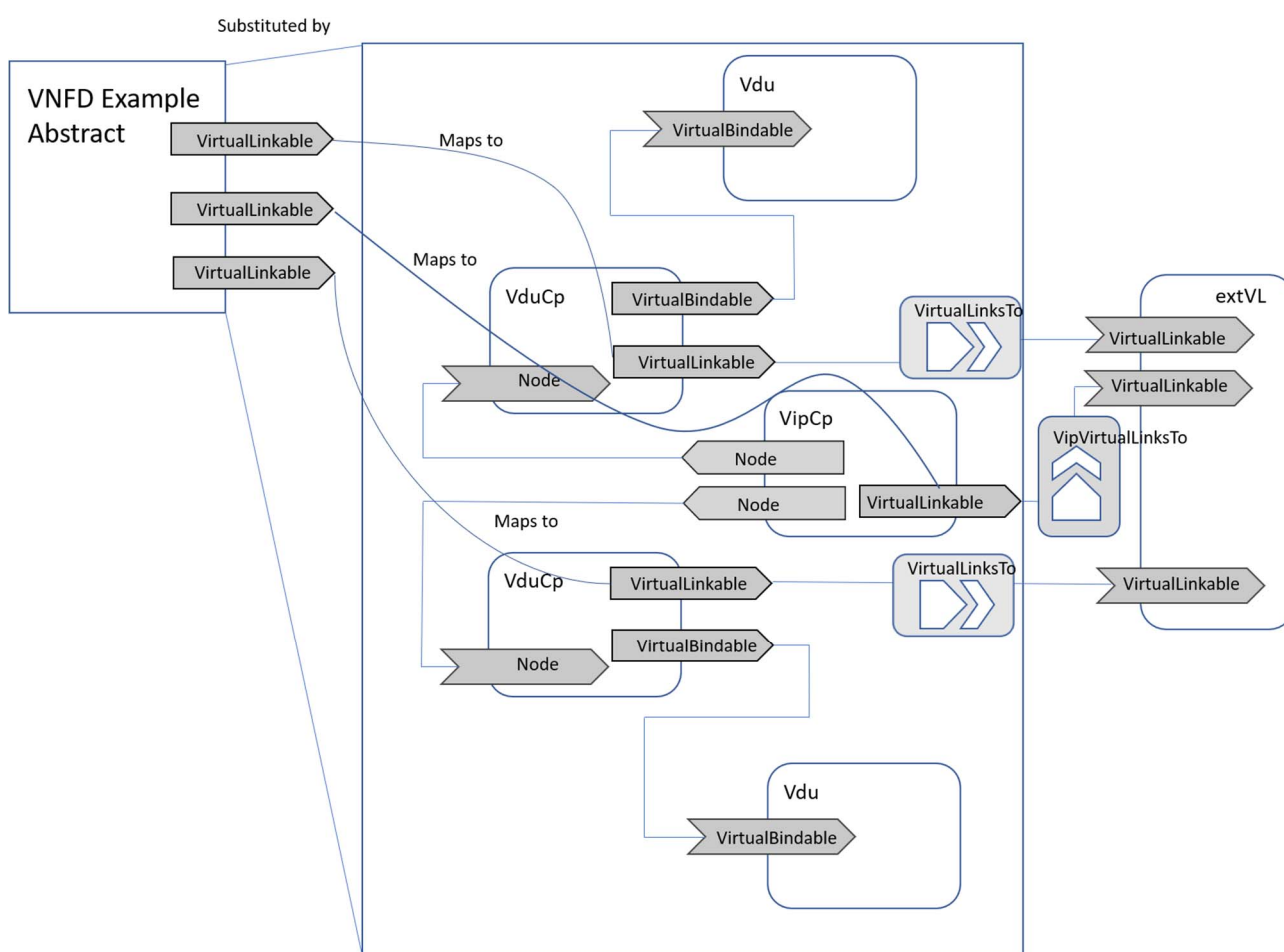 Substituted by
VNFD Example
Abstract
VirtualLinkable
VirtualLinkable
VirtualLinkable
Maps to
Maps to
Maps to
Vdu
VirtualBindable
VduCp
VirtualBindable
VirtualLinkable
Node
VirtualLinksTo
extVL
VirtualLinkable
VirtualLinkable
VipCp
Node
Node
VirtualLinkable
VipVirtualLinksTo
VduCp
VirtualLinkable
VirtualBindable
Node
VirtualLinksTo
VirtualLinkable
Vdu
VirtualBindable